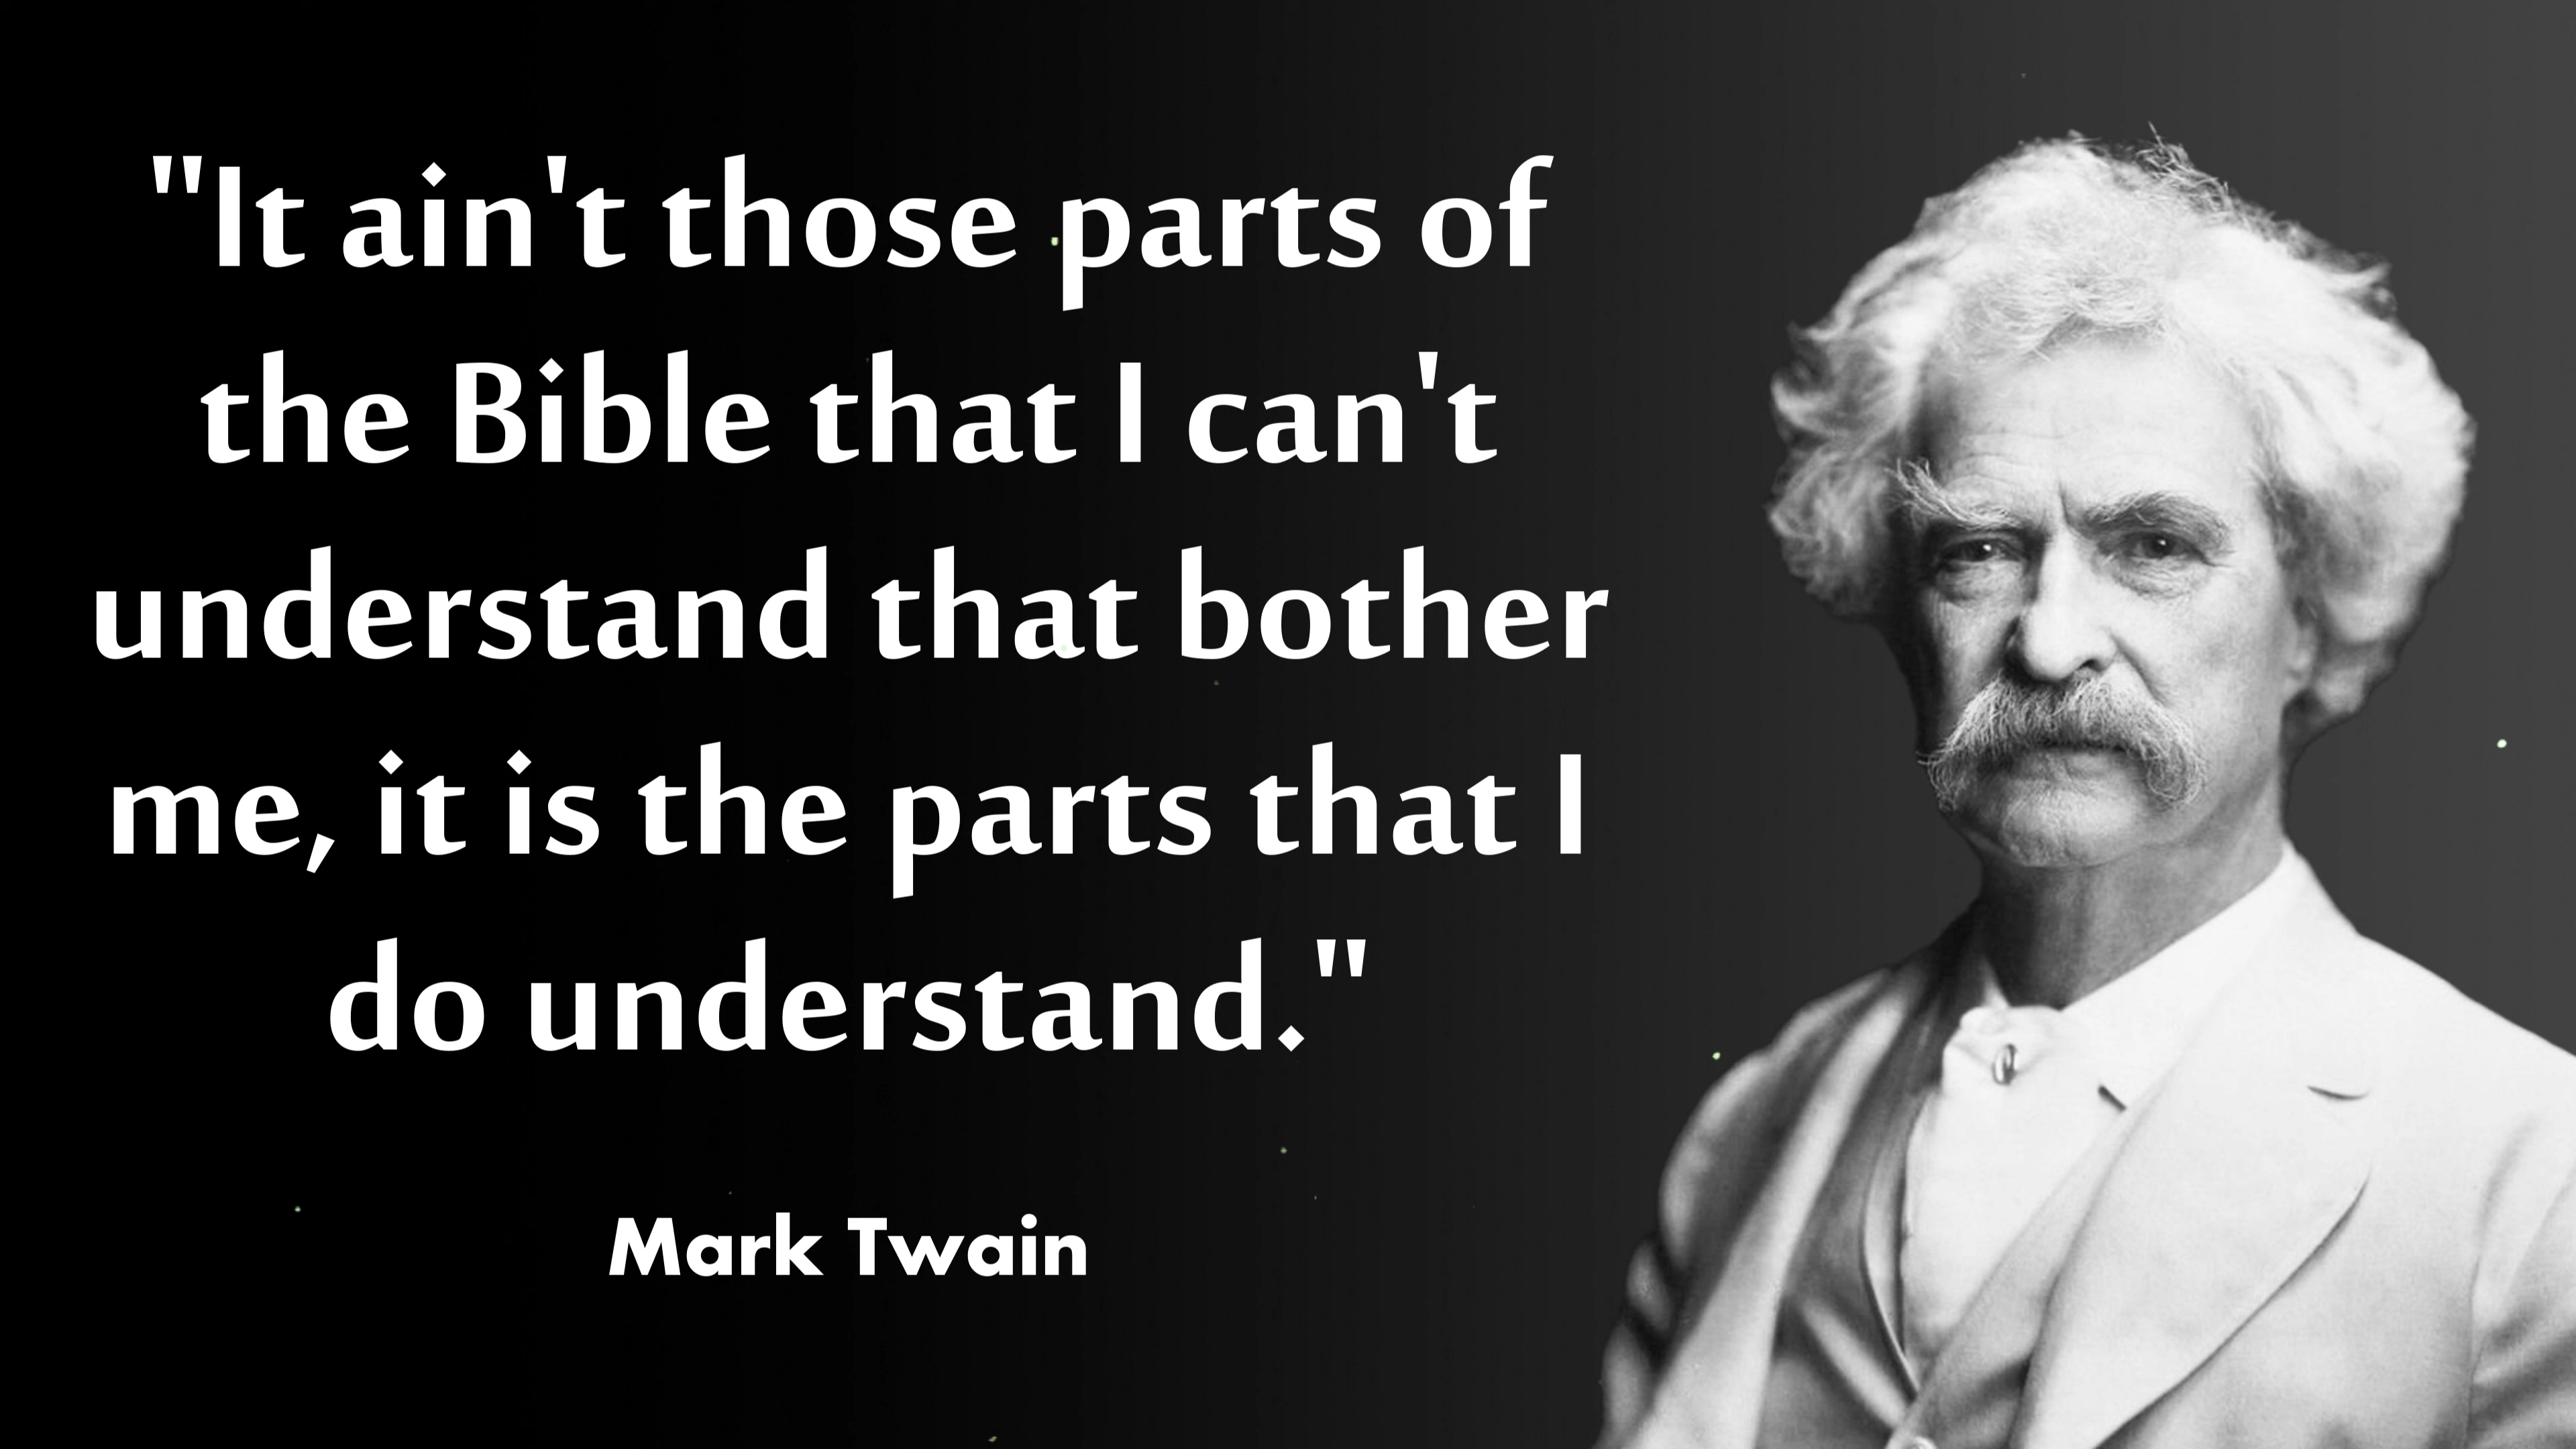 "It ain't those parts of
the Bible that I can't
understand that bother
me, it is the parts that I
do understand."
Mark Twain